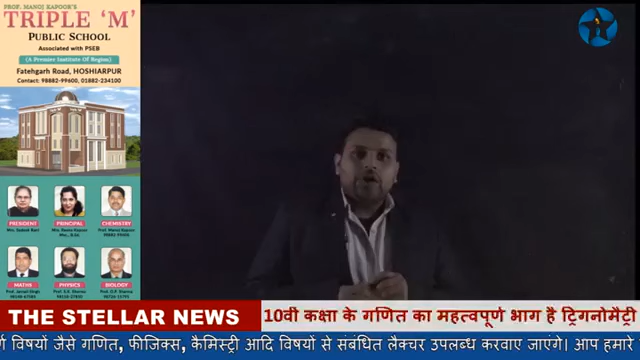 PROF. MANOJ KAPOOR'S
TRIPLE 'M'
PUBLIC SCHOOL
Associated with PSEB
(A Premier Institute Of Region)
Fatehgarh Road, HOSHIARPUR
Contact: 98882-99600, 01882-234100
PRESIDENT
PRINCIPAL
CHEMISTRY
MATHS
PHYSICS
BIOLOGY
THE STELLAR NEWS
10वीं कक्षा के गणित का महत्वपूर्ण भाग है ट्रिगनोमैट्री
विषयों जैसे गणित, फीजिक्स, कैमिस्ट्री आदि विषयों से संबंधित लैक्चर उपलब्ध करवाए जाएंगे। आप हमारे